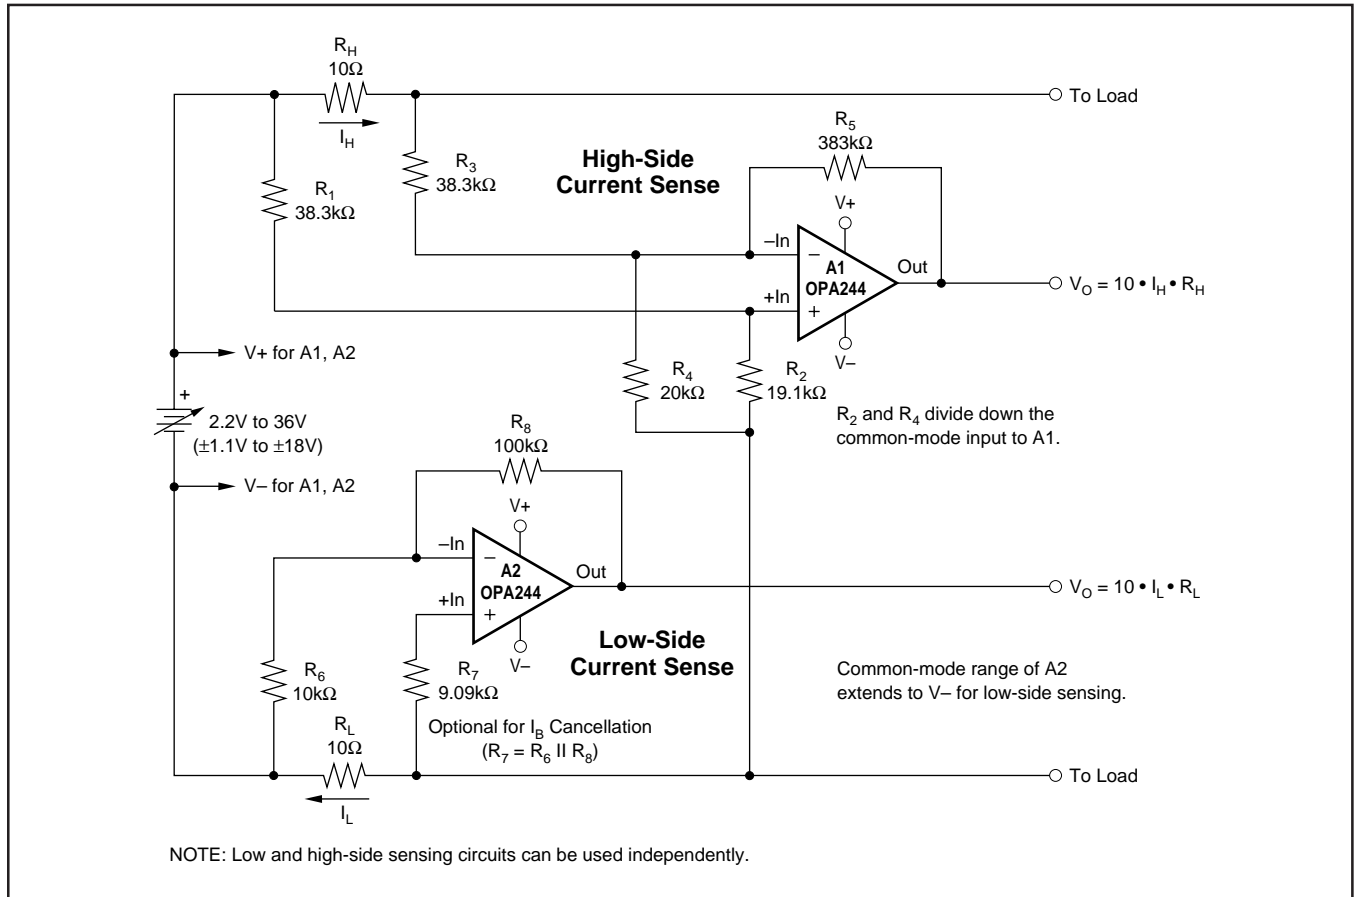 R_H
10Ω
To Load
I_H
R_5
383kΩ
High-Side
Current Sense
R_3
38.3kΩ
R_1
38.3kΩ
V+
–In
−
A1
OPA244
Out
+In
+
V_O = 10 • I_H • R_H
V–
V+ for A1, A2
R_4
20kΩ
R_2
19.1kΩ
+
2.2V to 36V
(±1.1V to ±18V)
R_2 and R_4 divide down the
common-mode input to A1.
R_8
100kΩ
V– for A1, A2
V+
–In
−
A2
OPA244
Out
+In
+
V_O = 10 • I_L • R_L
V–
Low-Side
Current Sense
R_6
10kΩ
R_7
9.09kΩ
Common-mode range of A2
extends to V– for low-side sensing.
Optional for I_B Cancellation
(R_7 = R_6 II R_8)
R_L
10Ω
To Load
I_L
NOTE: Low and high-side sensing circuits can be used independently.